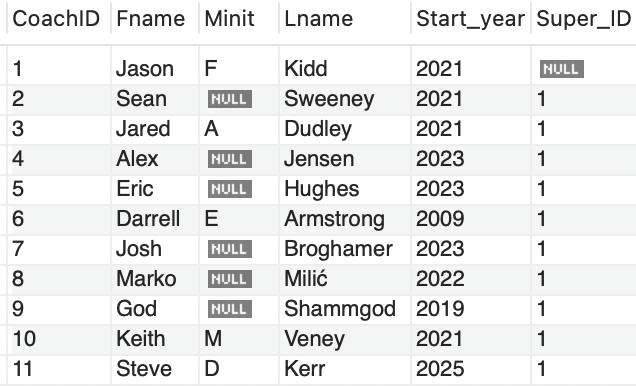 CoachID Fname Minit Lname Start_year Super_ID
1 Jason F Kidd 2021 NULL
2 Sean NULL Sweeney 2021 1
3 Jared A Dudley 2021 1
4 Alex NULL Jensen 2023 1
5 Eric NULL Hughes 2023 1
6 Darrell E Armstrong 2009 1
7 Josh NULL Broghamer 2023 1
8 Marko NULL Milić 2022 1
9 God NULL Shammgod 2019 1
10 Keith M Veney 2021 1
11 Steve D Kerr 2025 1